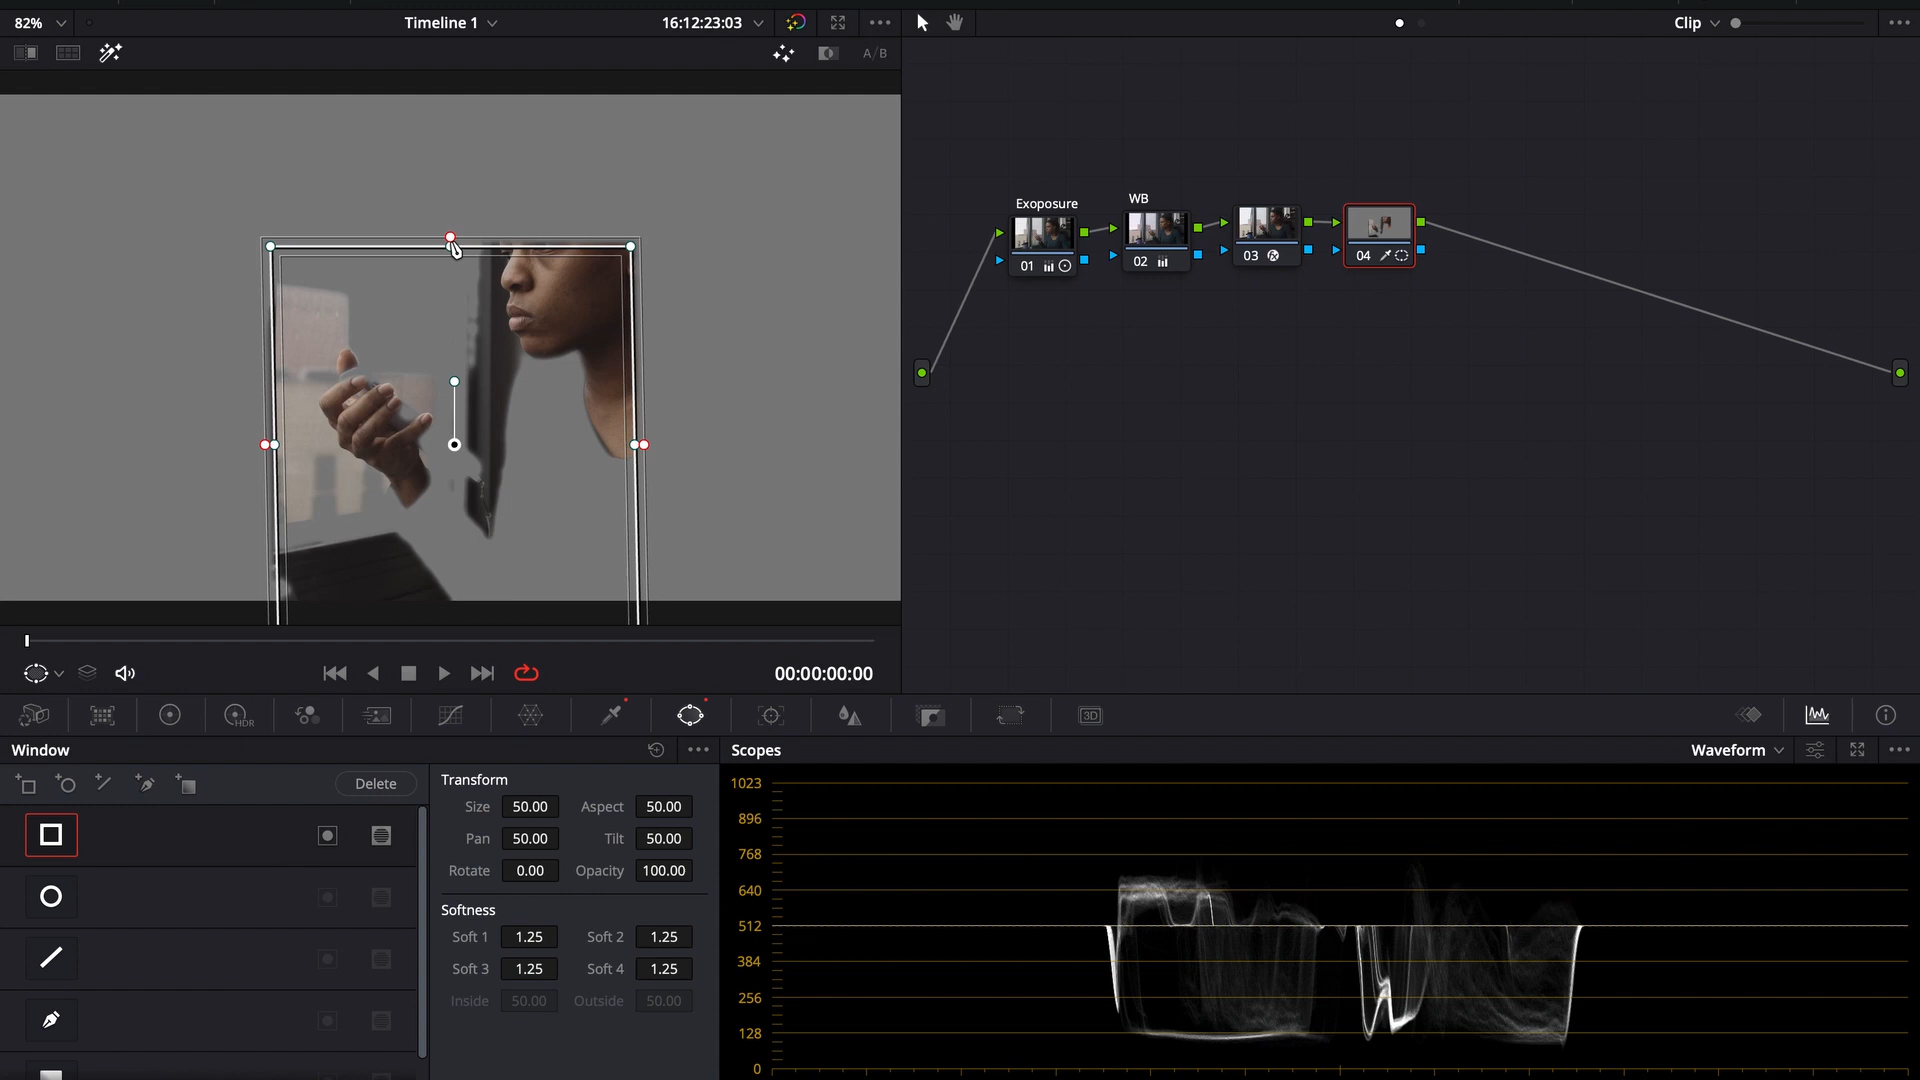 82%
Timeline 1
16:12:23:03
Clip
A/B
Exoposure
WB
01
02
03
04
00:00:00:00
HDR
3D
Window
Delete
Transform
Size 50.00 Aspect 50.00
Pan 50.00 Tilt 50.00
Rotate 0.00 Opacity 100.00
Softness
Soft 1 1.25 Soft 2 1.25
Soft 3 1.25 Soft 4 1.25
Inside 50.00 Outside 50.00
Scopes
Waveform
1023
896
768
640
512
384
256
128
0